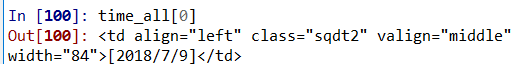 In [100]: time_all[0]
Out[100]: <td align="left" class="sqdt2" valign="middle"
width="84">[2018/7/9]</td>